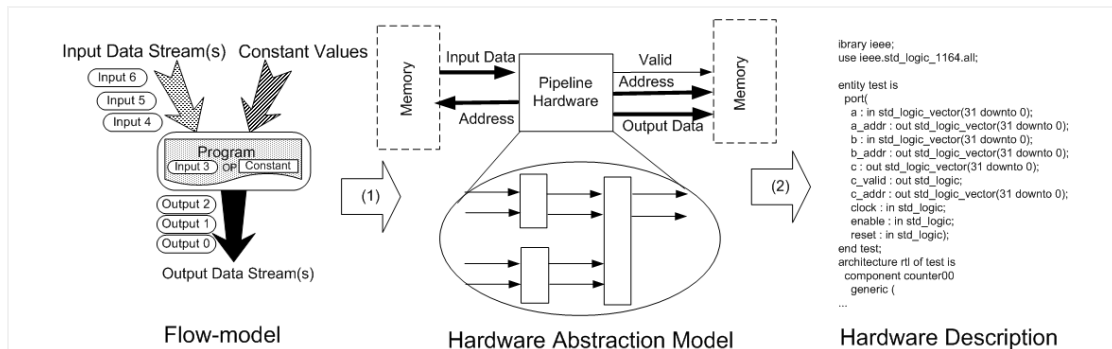 Input Data Stream(s)
Constant Values
Input 6
Input 5
Input 4
Program
Input 3 OP Constant
Output 2
Output 1
Output 0
Output Data Stream(s)
Flow-model
(1)
Memory
Input Data
Address
Pipeline
Hardware
Valid
Address
Output Data
Memory
Hardware Abstraction Model
(2)
ibrary ieee;
use ieee.std_logic_1164.all;
entity test is
port(
a : in std_logic_vector(31 downto 0);
a_addr : out std_logic_vector(31 downto 0);
b : in std_logic_vector(31 downto 0);
b_addr : out std_logic_vector(31 downto 0);
c : out std_logic_vector(31 downto 0);
c_valid : out std_logic;
c_addr : out std_logic_vector(31 downto 0);
clock : in std_logic;
enable : in std_logic;
reset : in std_logic);
end test;
architecture rtl of test is
component counter00
generic (
...
Hardware Description